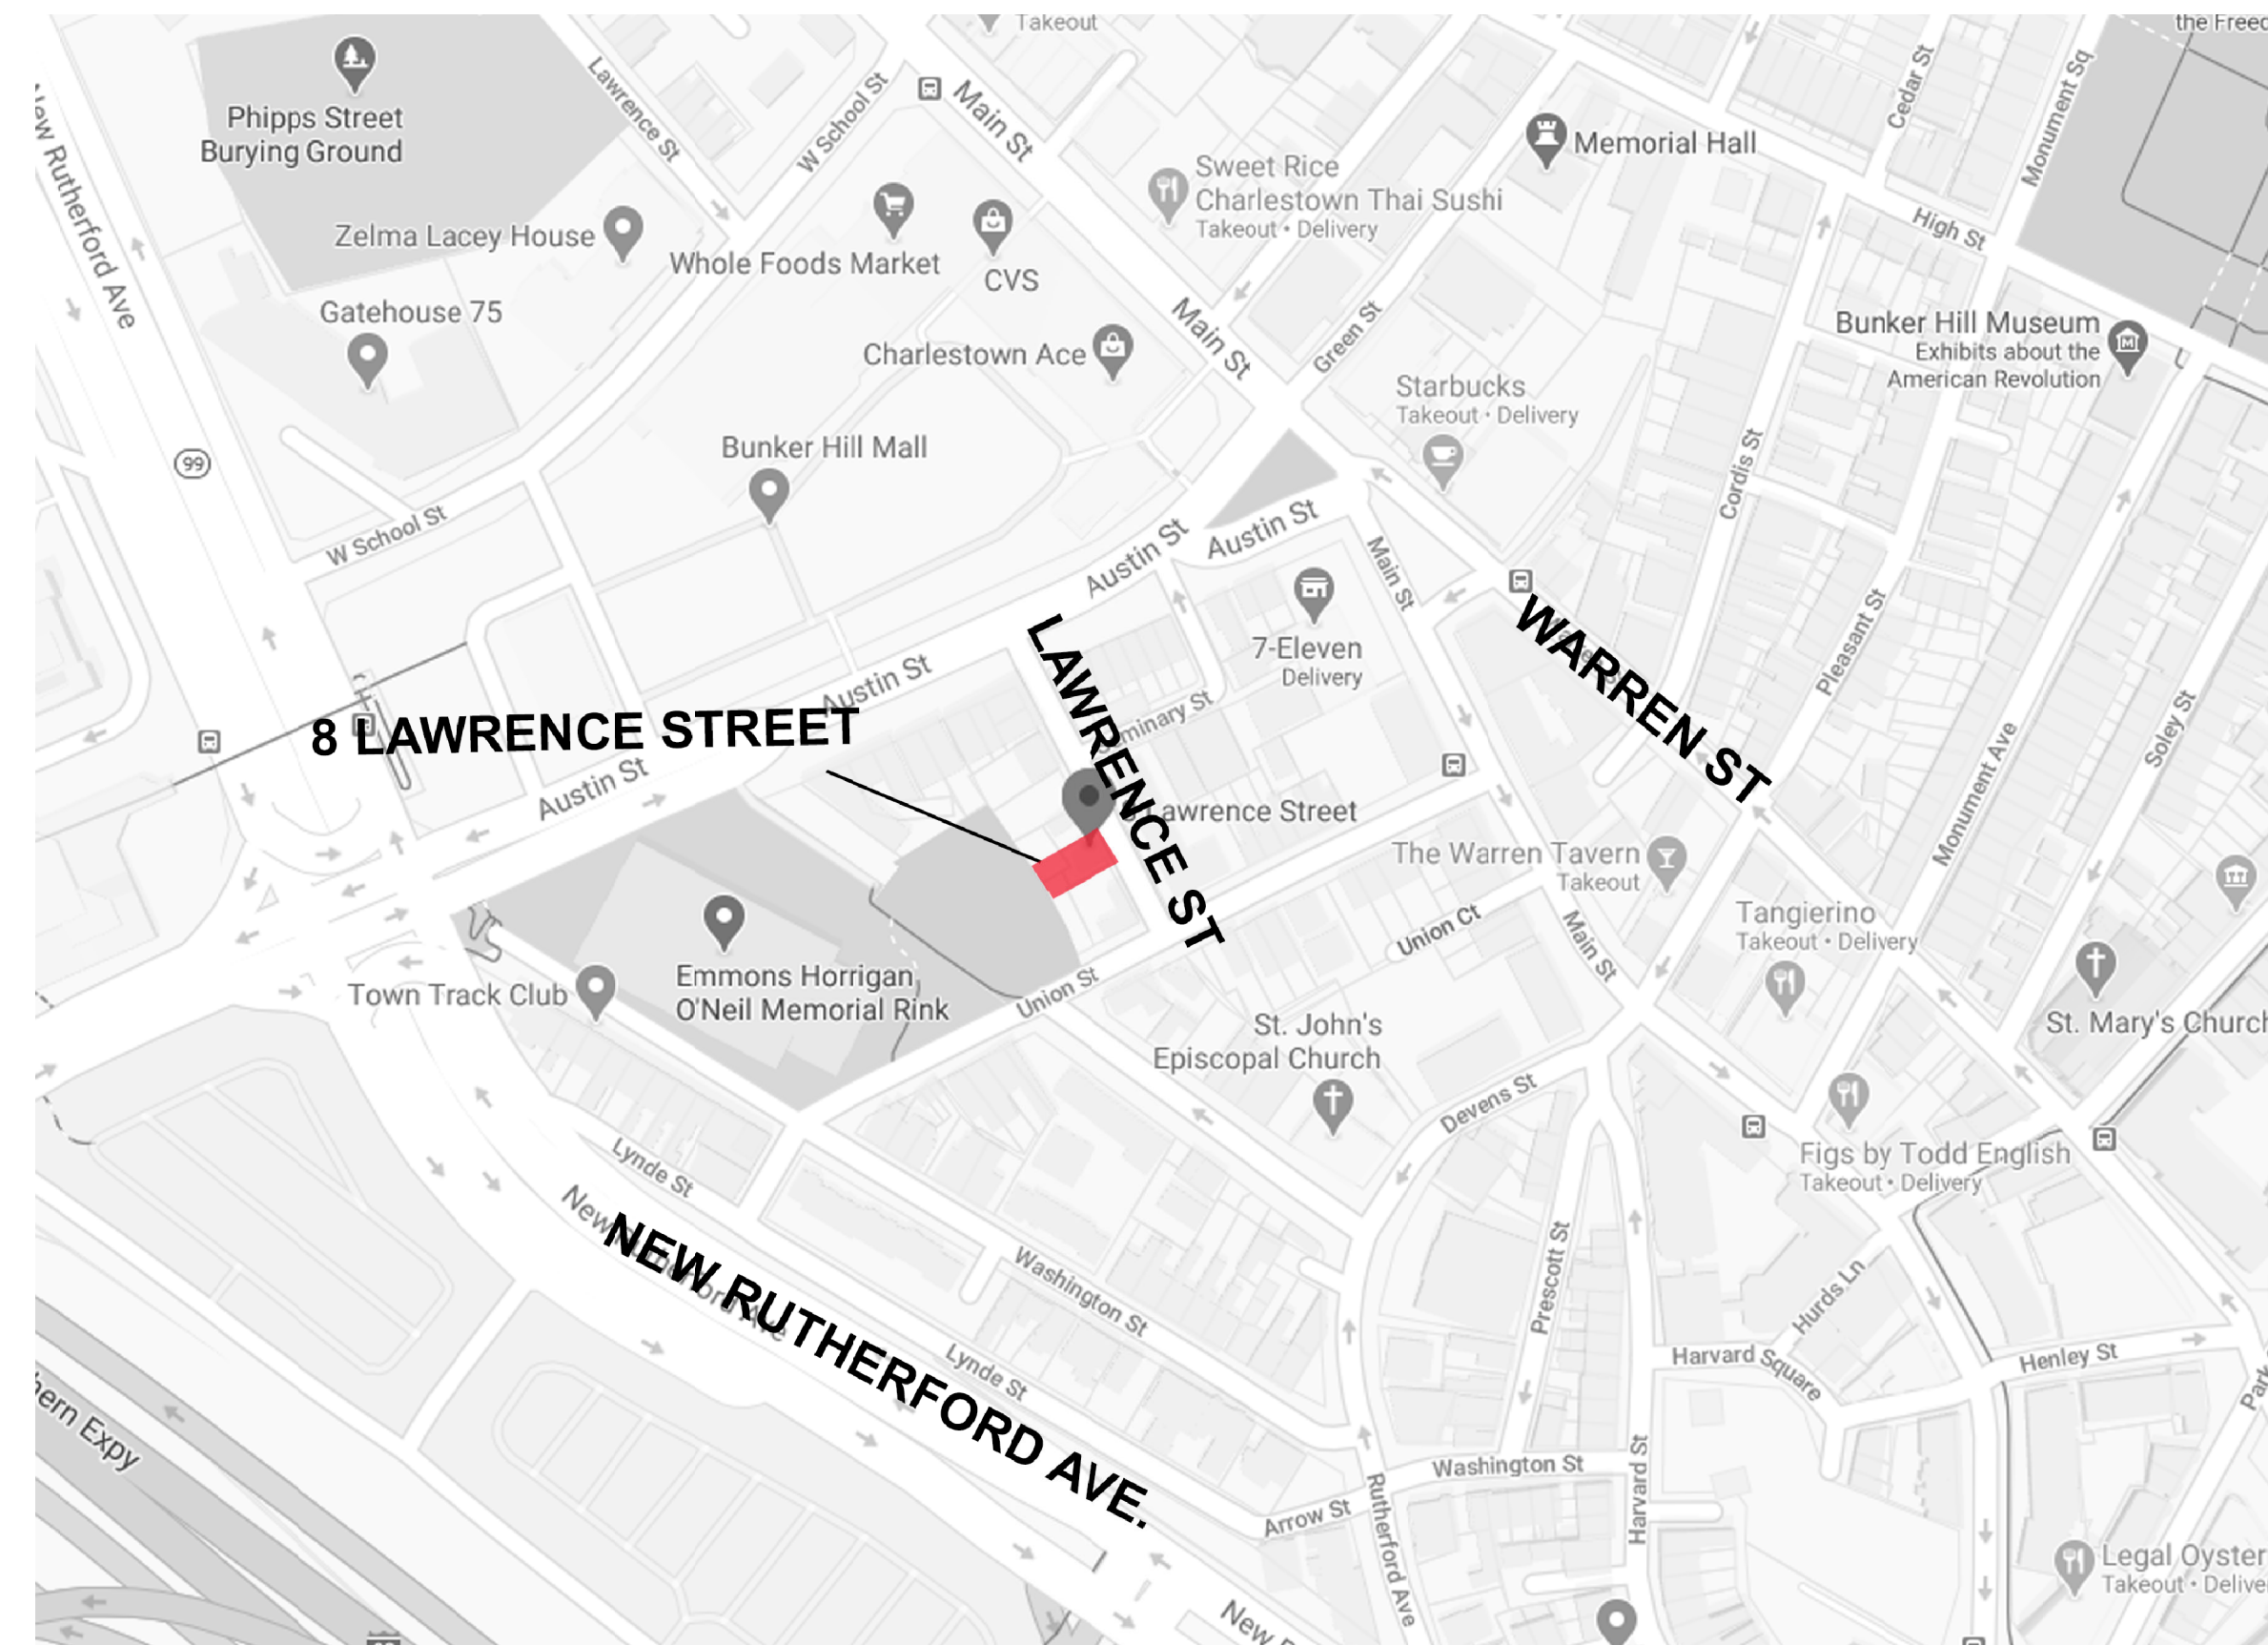 Takeout
the Freed
Phipps Street
Burying Ground
Lawrence St
W School St
Main St
Cedar St
Monument Sq
New Rutherford Ave
Memorial Hall
Sweet Rice
Charlestown Thai Sushi
Takeout • Delivery
Zelma Lacey House
Whole Foods Market
CVS
High St
Gatehouse 75
Main St
Green St
Charlestown Ace
Bunker Hill Museum
Exhibits about the
American Revolution
Starbucks
Takeout • Delivery
Bunker Hill Mall
99
Cordis St
W School St
Austin St
Austin St
Main St
7-Eleven
Delivery
WARREN ST
Pleasant St
LAWRENCE ST
Austin St
8 LAWRENCE STREET
minary St
Soley St
Monument Ave
Austin St
awrence Street
The Warren Tavern
Takeout
Union Ct
Main St
Tangierino
Takeout • Delivery
Emmons Horrigan
O'Neil Memorial Rink
Town Track Club
Union St
St. John's
Episcopal Church
St. Mary's Church
Devens St
Figs by Todd English
Takeout • Delivery
Lynde St
NEW RUTHERFORD AVE.
Washington St
Prescott St
Hurds Ln
Lynde St
Harvard Square
Henley St
Park
hern Expy
Washington St
Harvard St
Arrow St
Rutherford Ave
Legal Oyster
Takeout • Delive
New